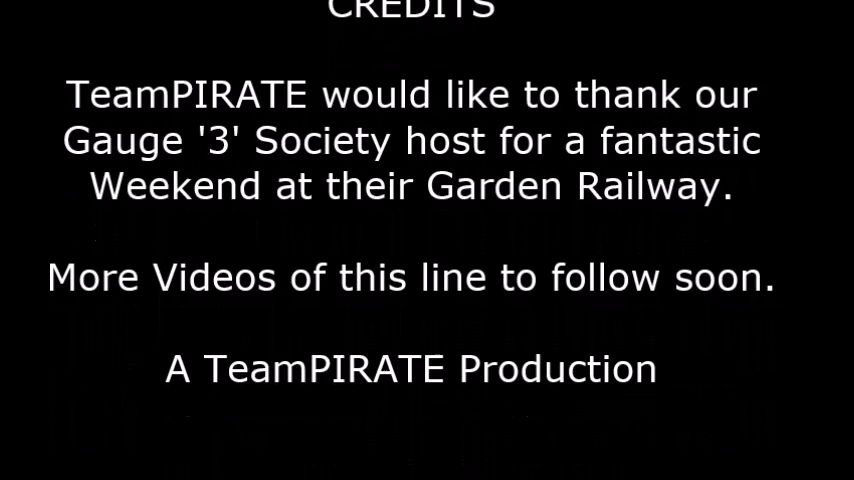 CREDITS
TeamPIRATE would like to thank our
Gauge '3' Society host for a fantastic
Weekend at their Garden Railway.
More Videos of this line to follow soon.
A TeamPIRATE Production